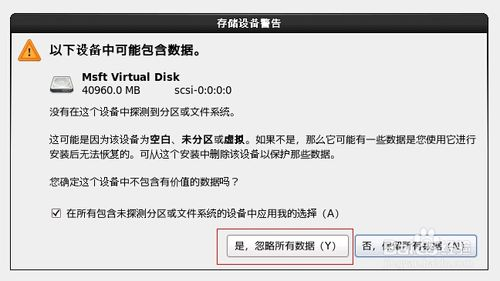 存储设备警告
以下设备中可能包含数据。
Msft Virtual Disk
40960.0 MB scsi-0:0:0:0
没有在这个设备中探测到分区或文件系统。
这可能是因为该设备为空白、未分区或虚拟。如果不是，那么它可能有一些数据是您使用它进行
安装后无法恢复的。可从这个安装中删除该设备以保护那些数据。
您确定这个设备中不包含有价值的数据吗？
在所有包含未探测分区或文件系统的设备中应用我的选择（A）
是，忽略所有数据（Y） 否，保留所有数据（N）